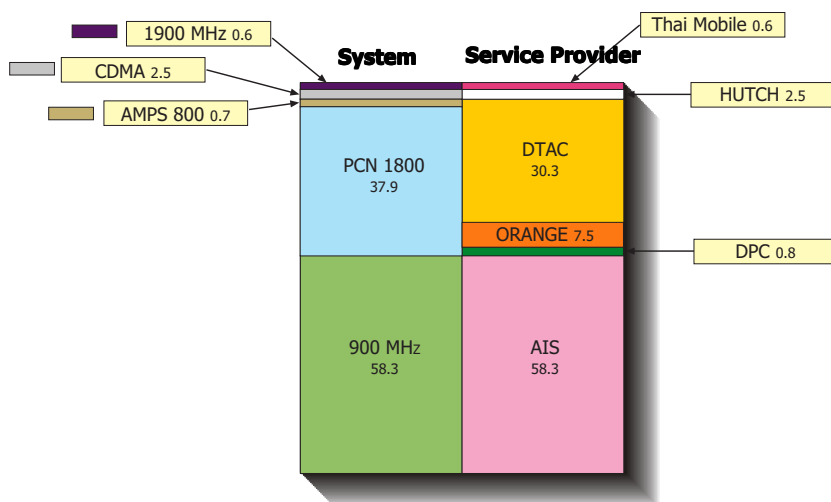 1900 MHz 0.6
System
Service Provider
Thai Mobile 0.6
CDMA 2.5
HUTCH 2.5
AMPS 800 0.7
PCN 1800
37.9
DTAC
30.3
ORANGE 7.5
DPC 0.8
900 MHz
58.3
AIS
58.3